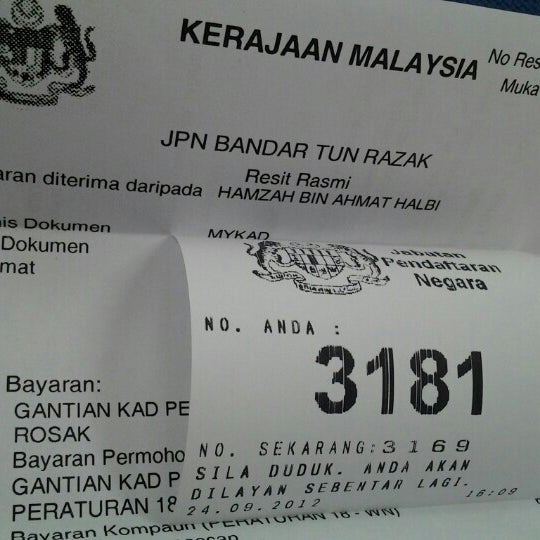 KERAJAAN MALAYSIA
No Res
Muka
JPN BANDAR TUN RAZAK
Resit Rasmi
aran diterima daripada HAMZAH BIN AHMAT HALBI
nis Dokumen MYKAD
Dokumen
mat
Jabatan
Pendaftaran
Negara
NO. ANDA :
3181
NO. SEKARANG:3169
SILA DUDUK. ANDA AKAN
DILAYAN SEBENTAR LAGI.
24.09.2012 16:09
Bayaran:
GANTIAN KAD PE
ROSAK
Bayaran Permoho
GANTIAN KAD P
PERATURAN 18
Bayaran Kompaun (PERATURAN 18 - WN)